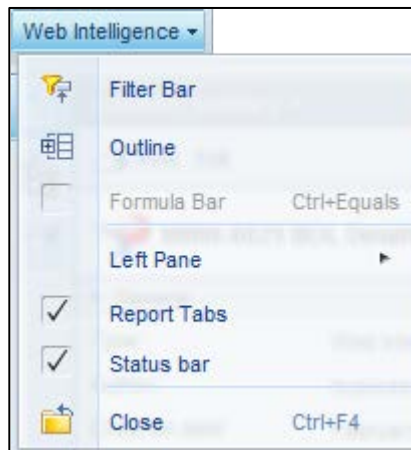 Web Intelligence
Filter Bar
Outline
Formula Bar Ctrl+Equals
Left Pane
Report Tabs
Status bar
Close Ctrl+F4